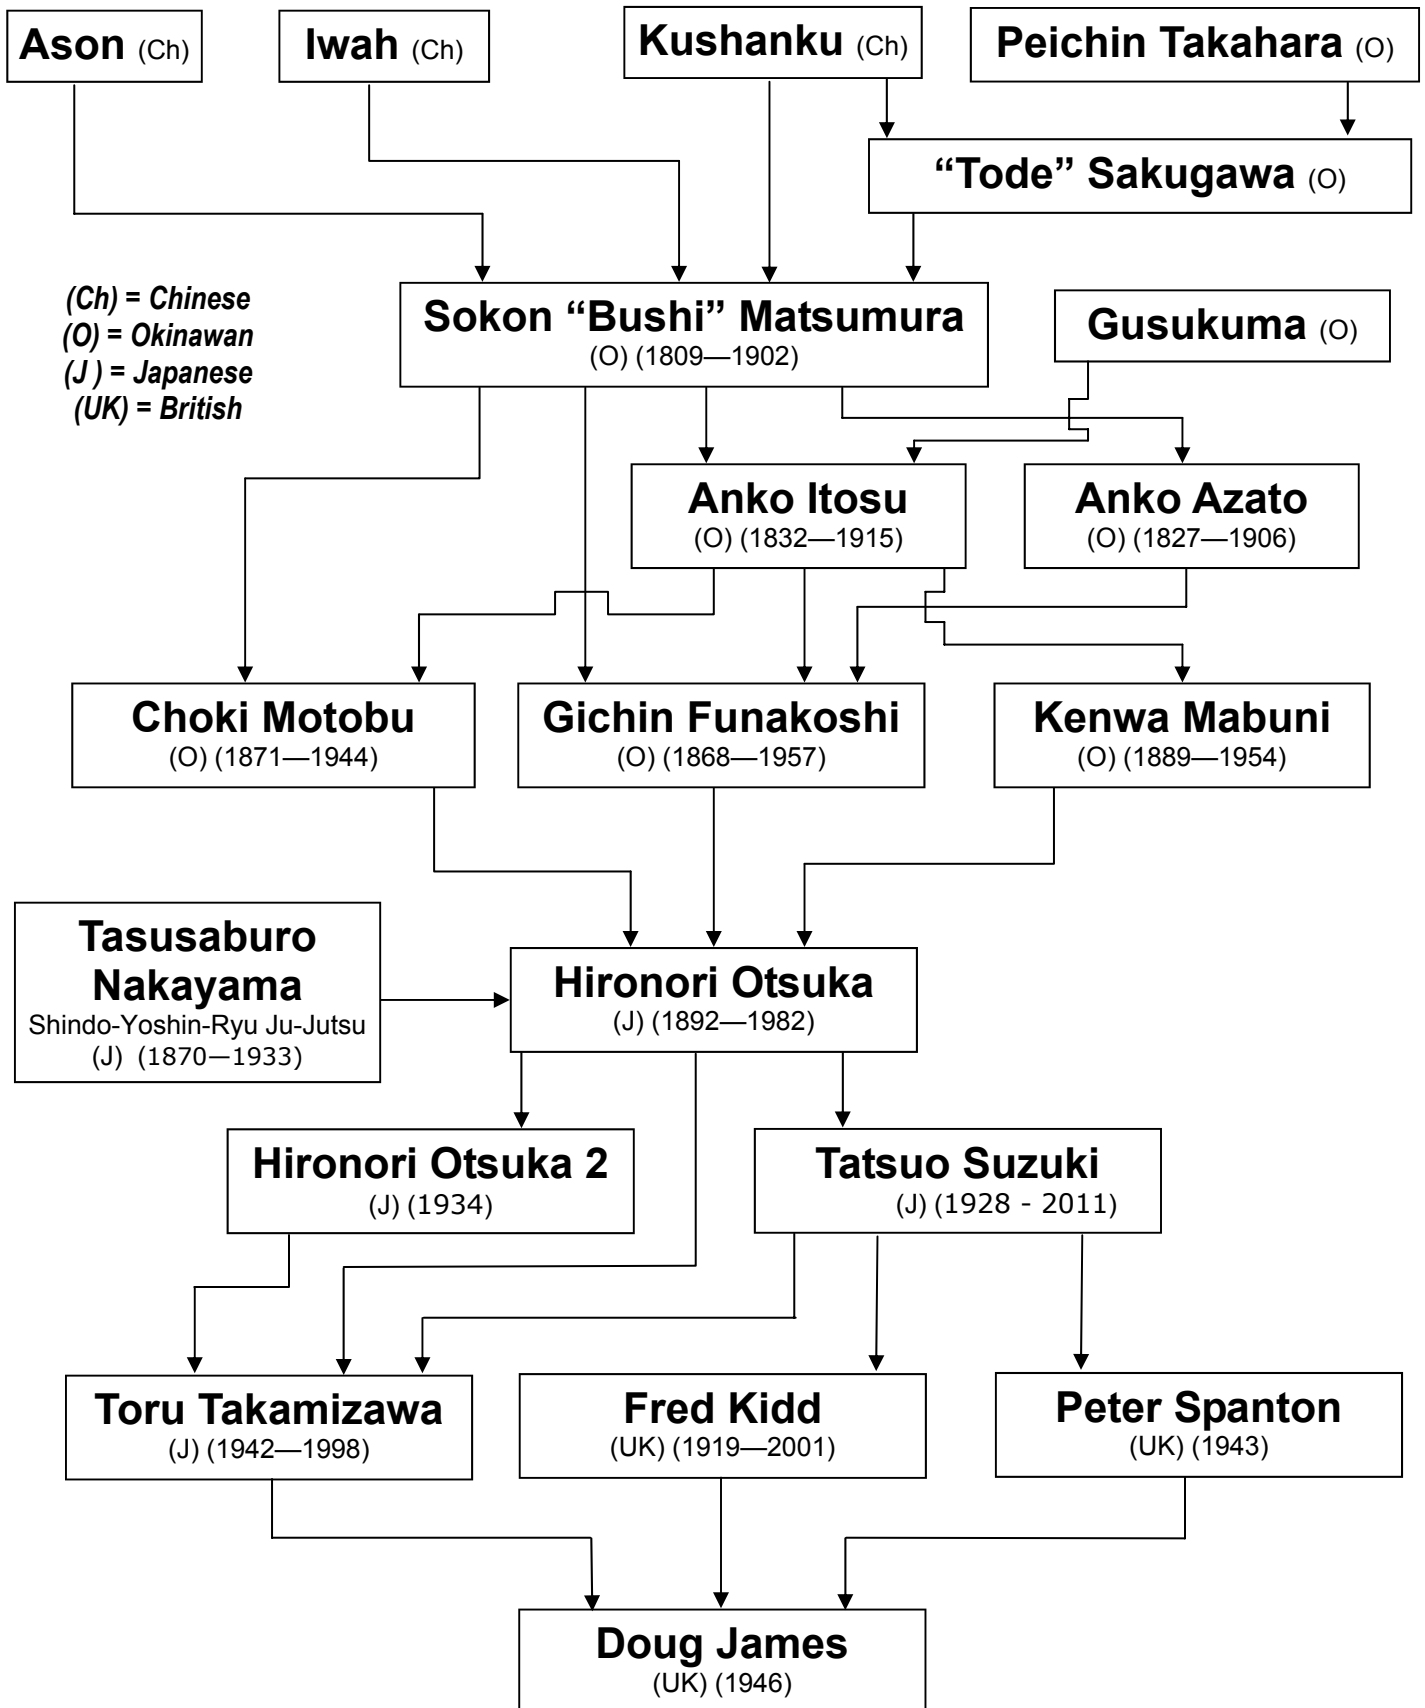 Ason (Ch)
Iwah (Ch)
Kushanku (Ch)
Peichin Takahara (O)
“Tode” Sakugawa (O)
(Ch) = Chinese
(O) = Okinawan
(J ) = Japanese
(UK) = British
Sokon “Bushi” Matsumura
(O) (1809—1902)
Gusukuma (O)
Anko Itosu
(O) (1832—1915)
Anko Azato
(O) (1827—1906)
Choki Motobu
(O) (1871—1944)
Gichin Funakoshi
(O) (1868—1957)
Kenwa Mabuni
(O) (1889—1954)
Tasusaburo
Nakayama
Shindo-Yoshin-Ryu Ju-Jutsu
(J) (1870—1933)
Hironori Otsuka
(J) (1892—1982)
Hironori Otsuka 2
(J) (1934)
Tatsuo Suzuki
(J) (1928 - 2011)
Toru Takamizawa
(J) (1942—1998)
Fred Kidd
(UK) (1919—2001)
Peter Spanton
(UK) (1943)
Doug James
(UK) (1946)